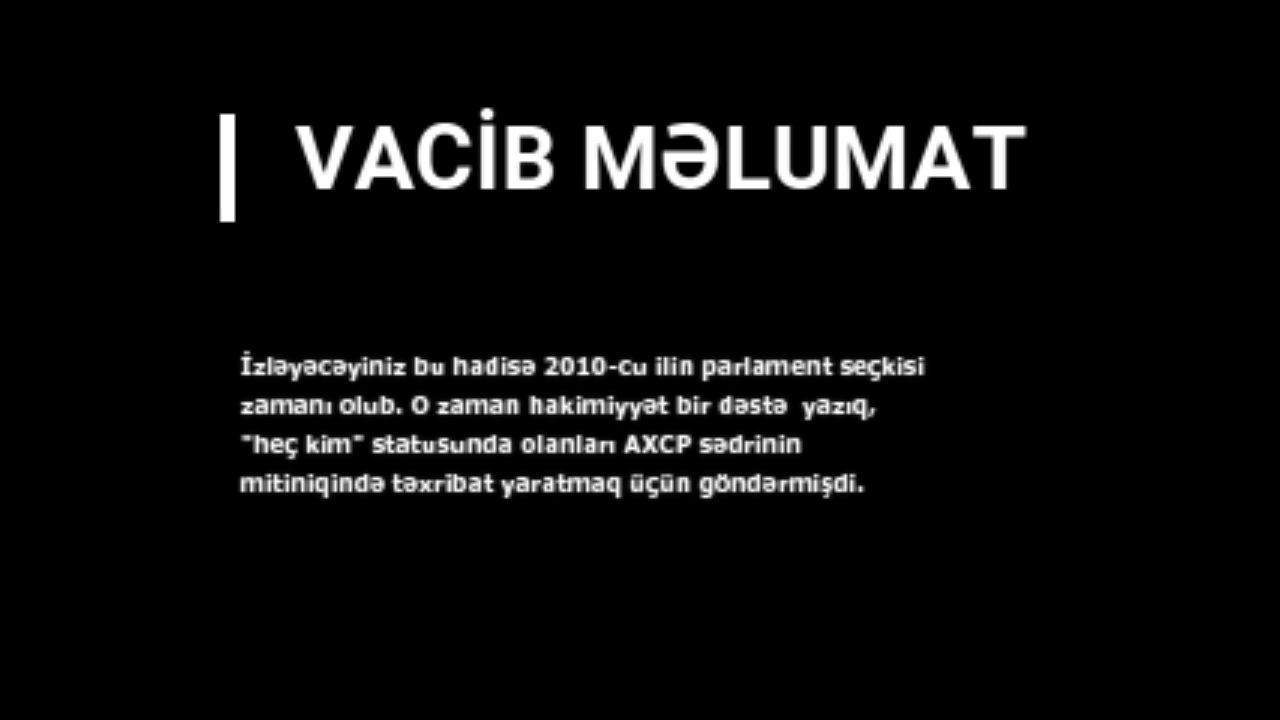 VACİB MƏLUMAT
İzləyəcəyiniz bu hadisə 2010-cu ilin parlament seçkisi
zamanı olub. O zaman hakimiyyət bir dəstə yazıq,
"heç kim" statusunda olanları AXCP sədrinin
mitiniqində təxribat yaratmaq üçün göndərmişdi.